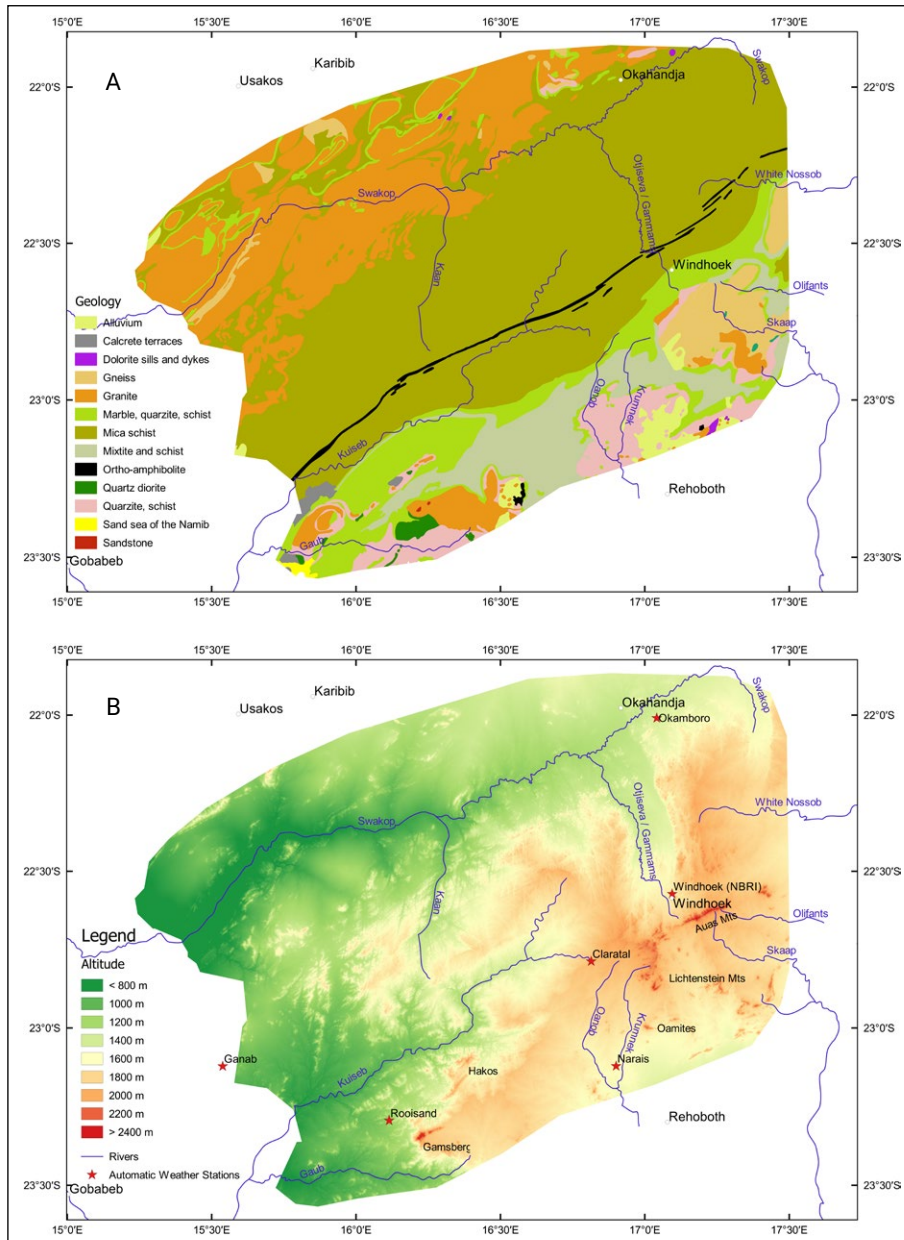 15°0'E 15°30'E 16°0'E 16°30'E 17°0'E 17°30'E
A
Karibib
Usakos
Okahandja
Swakop
22°0'S
22°0'S
Otjiseva / Gammams
White Nossob
Swakop
22°30'S
22°30'S
Kaan
Windhoek
Olifants
Skaap
Geology
Alluvium
Calcrete terraces
Dolorite sills and dykes
Gneiss
Granite
Marble, quarzite, schist
Mica schist
Mixtite and schist
Ortho-amphibolite
Quartz diorite
Quarzite, schist
Sand sea of the Namib
Sandstone
23°0'S
23°0'S
Oanob
Krumnek
Kuiseb
Rehoboth
Gaub
23°30'S
23°30'S
Gobabeb
15°0'E 15°30'E 16°0'E 16°30'E 17°0'E 17°30'E
15°0'E 15°30'E 16°0'E 16°30'E 17°0'E 17°30'E
B
Karibib
Usakos
Okahandja
Okamboro
Swakop
22°0'S
22°0'S
Otjiseva / Gammams
White Nossob
Swakop
22°30'S
22°30'S
Kaan
Windhoek (NBRI)
Windhoek
Auas Mts
Olifants
Skaap
Claratal
Lichtenstein Mts
Legend
Altitude
< 800 m
1000 m
1200 m
1400 m
1600 m
1800 m
2000 m
2200 m
> 2400 m
Rivers
Automatic Weather Stations
23°0'S
23°0'S
Oanob
Krumnek
Oamites
Ganab
Kuiseb
Hakos
Narais
Rooisand
Rehoboth
Gamsberg
Gaub
23°30'S
23°30'S
Gobabeb
15°0'E 15°30'E 16°0'E 16°30'E 17°0'E 17°30'E